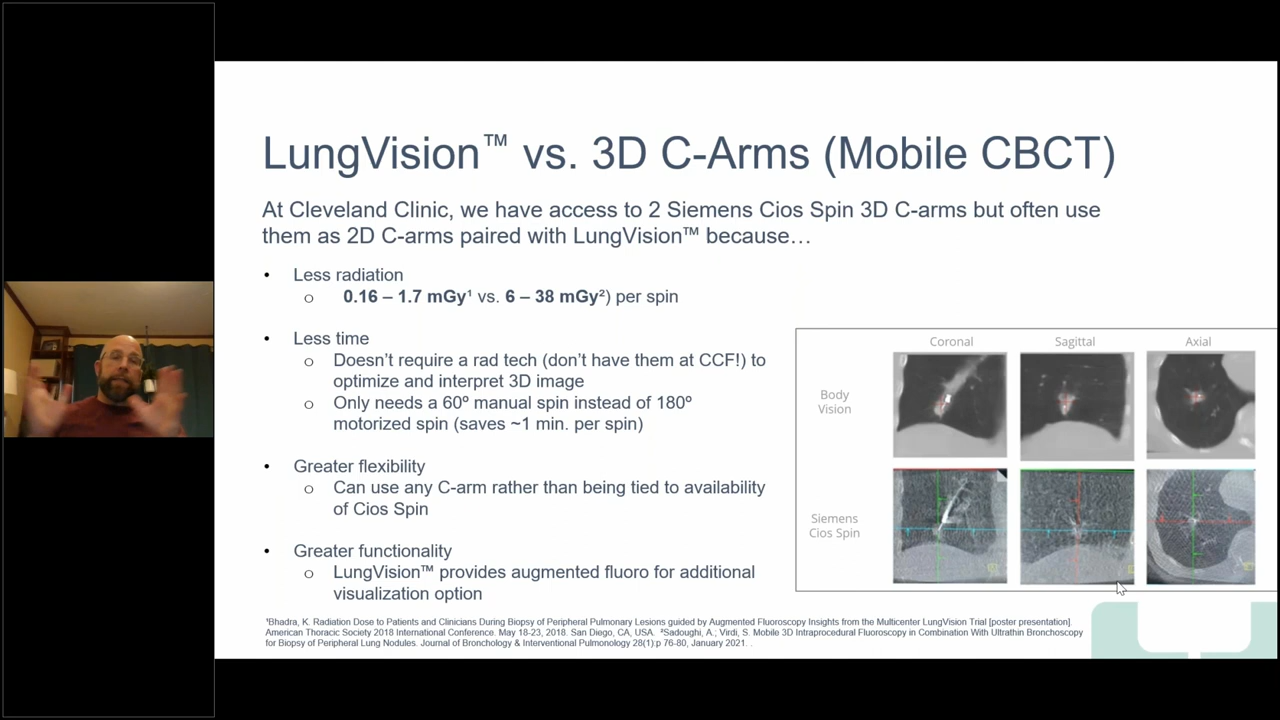 LungVision™ vs. 3D C-Arms (Mobile CBCT)
At Cleveland Clinic, we have access to 2 Siemens Cios Spin 3D C-arms but often use
them as 2D C-arms paired with LungVision™ because…
• Less radiation
o 0.16 – 1.7 mGy¹ vs. 6 – 38 mGy²) per spin
• Less time
o Doesn't require a rad tech (don't have them at CCF!) to
optimize and interpret 3D image
o Only needs a 60º manual spin instead of 180º
motorized spin (saves ~1 min. per spin)
• Greater flexibility
o Can use any C-arm rather than being tied to availability
of Cios Spin
• Greater functionality
o LungVision™ provides augmented fluoro for additional
visualization option
Coronal Sagittal Axial
Body
Vision
Siemens
Cios Spin
¹Bhadra, K. Radiation Dose to Patients and Clinicians During Biopsy of Peripheral Pulmonary Lesions guided by Augmented Fluoroscopy Insights from the Multicenter LungVision Trial [poster presentation].
American Thoracic Society 2018 International Conference. May 18-23, 2018. San Diego, CA, USA. ²Sadoughi, A.; Virdi, S. Mobile 3D Intraprocedural Fluoroscopy in Combination With Ultrathin Bronchoscopy
for Biopsy of Peripheral Lung Nodules. Journal of Bronchology & Interventional Pulmonology 28(1):p 76-80, January 2021. .